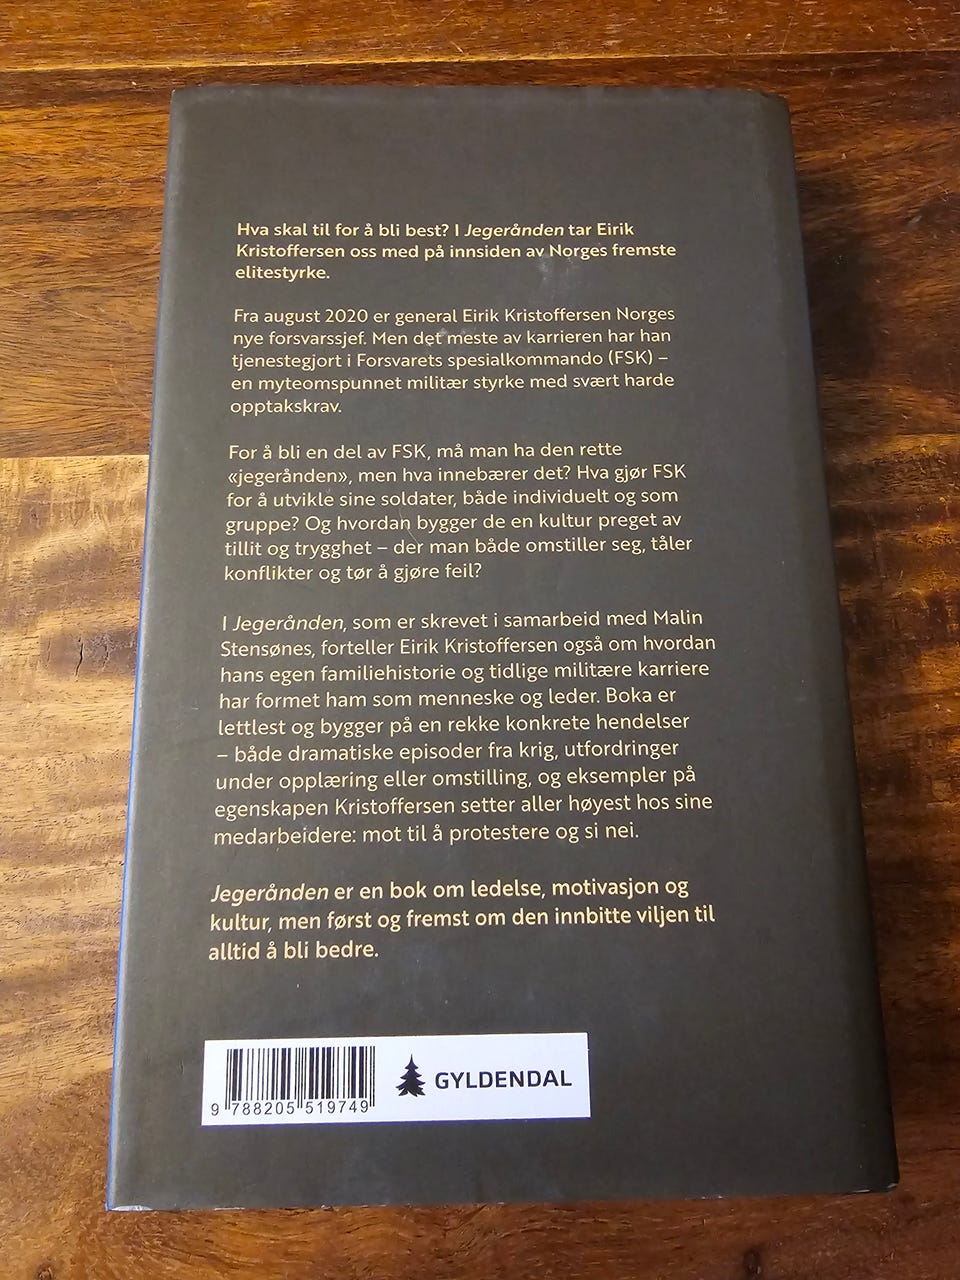 Hva skal til for å bli best? I Jegerånden tar Eirik
Kristoffersen oss med på innsiden av Norges fremste
elitestyrke.
Fra august 2020 er general Eirik Kristoffersen Norges
nye forsvarssjef. Men det meste av karrieren har han
tjenestegjort i Forsvarets spesialkommando (FSK) –
en myteomspunnet militær styrke med svært harde
opptakskrav.
For å bli en del av FSK, må man ha den rette
«jegerånden», men hva innebærer det? Hva gjør FSK
for å utvikle sine soldater, både individuelt og som
gruppe? Og hvordan bygger de en kultur preget av
tillit og trygghet – der man både omstiller seg, tåler
konflikter og tør å gjøre feil?
I Jegerånden, som er skrevet i samarbeid med Malin
Stensønes, forteller Eirik Kristoffersen også om hvordan
hans egen familiehistorie og tidlige militære karriere
har formet ham som menneske og leder. Boka er
lettlest og bygger på en rekke konkrete hendelser
– både dramatiske episoder fra krig, utfordringer
under opplæring eller omstilling, og eksempler på
egenskapen Kristoffersen setter aller høyest hos sine
medarbeidere: mot til å protestere og si nei.
Jegerånden er en bok om ledelse, motivasjon og
kultur, men først og fremst om den innbitte viljen til
alltid å bli bedre.
GYLDENDAL
9 788205 519749